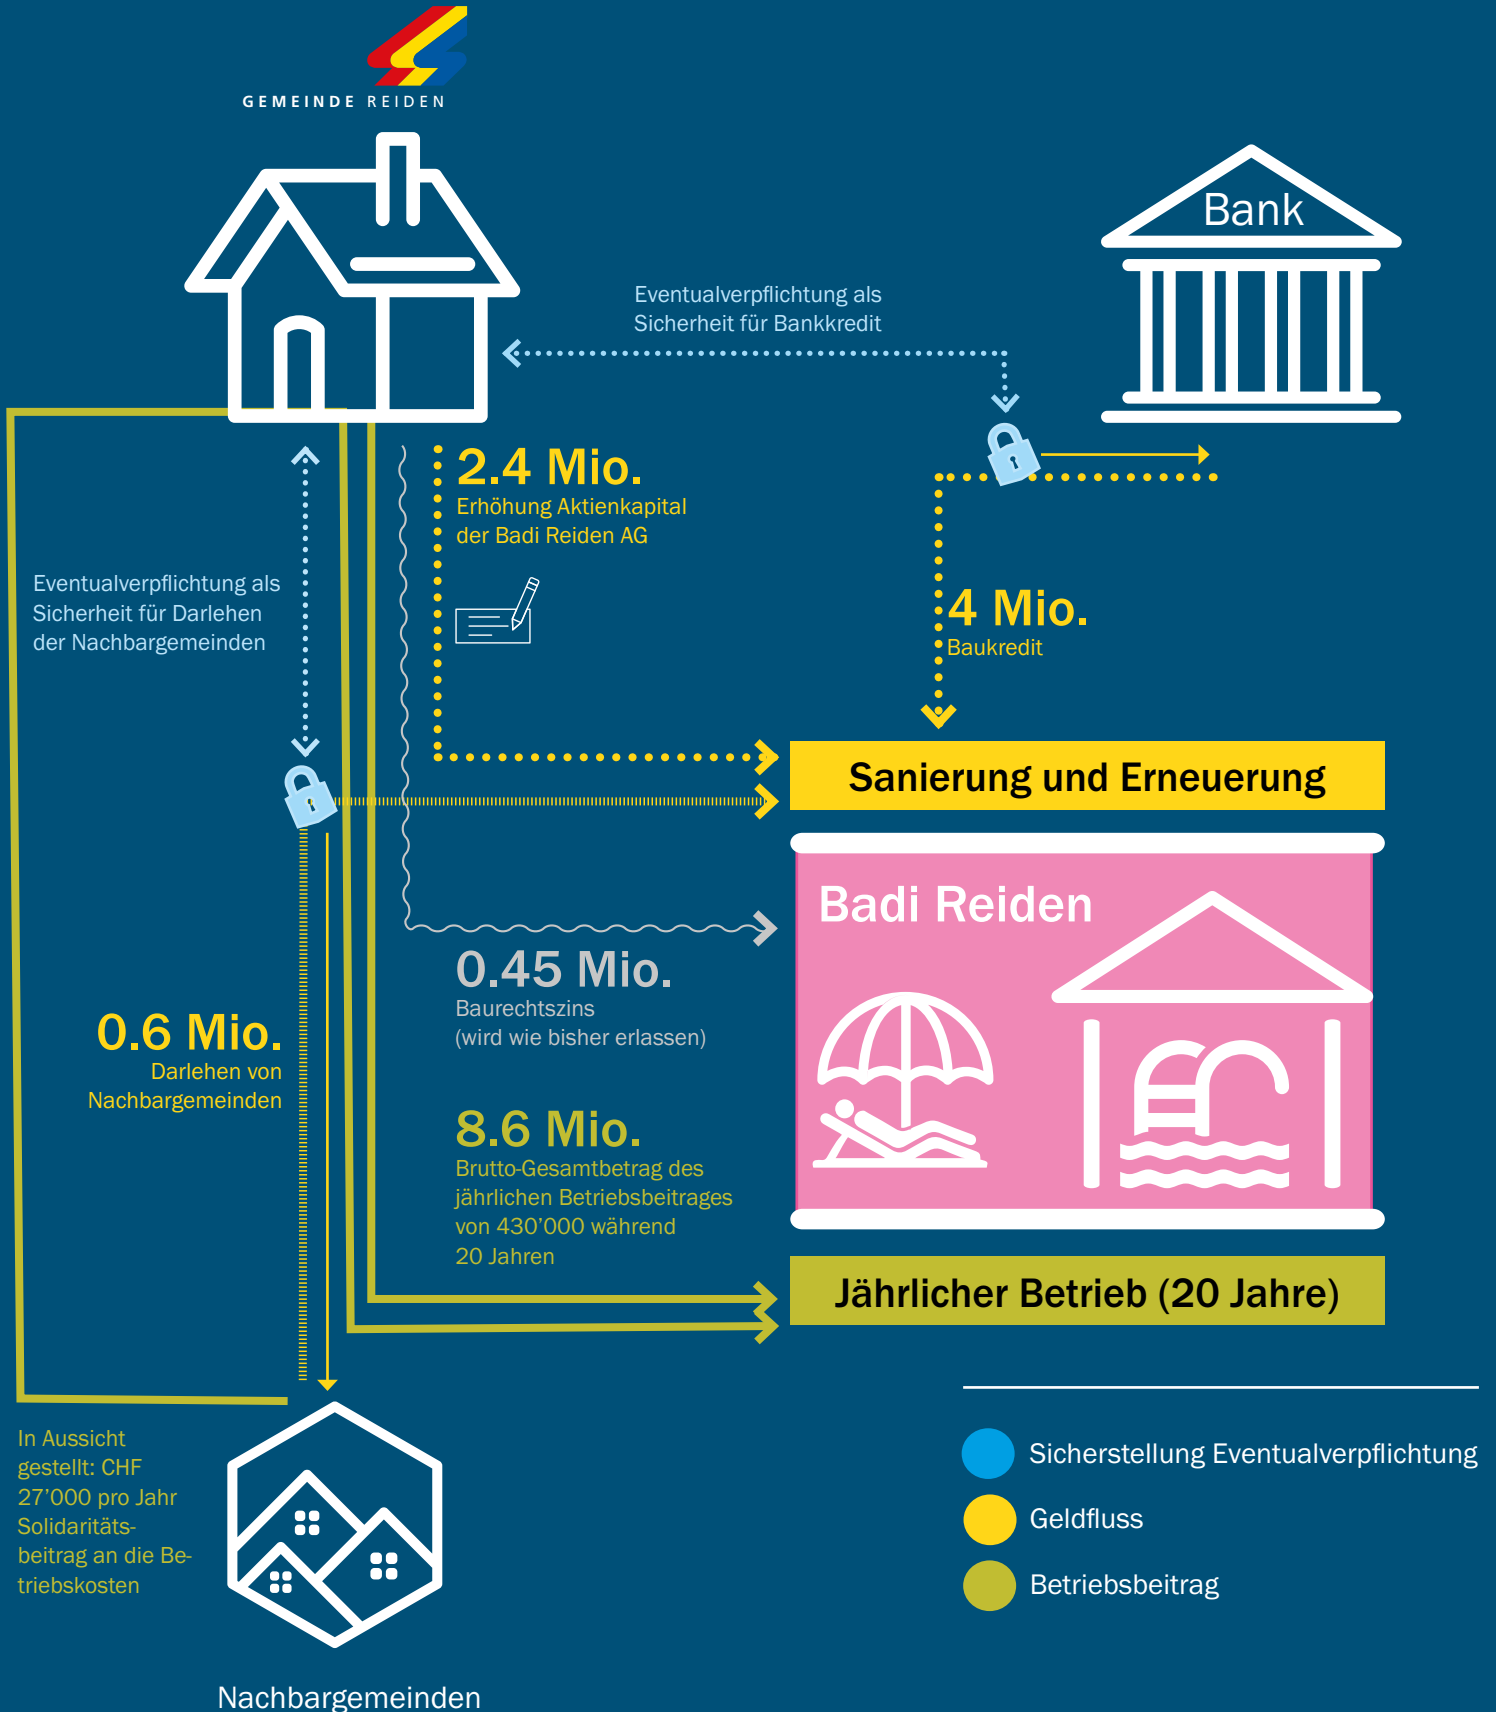 GEMEINDE REIDEN
Bank
Eventualverpflichtung als
Sicherheit für Bankkredit
2.4 Mio.
Erhöhung Aktienkapital
der Badi Reiden AG
Eventualverpflichtung als
Sicherheit für Darlehen
der Nachbargemeinden
4 Mio.
Baukredit
Sanierung und Erneuerung
Badi Reiden
0.45 Mio.
Baurechtszins
(wird wie bisher erlassen)
0.6 Mio.
Darlehen von
Nachbargemeinden
8.6 Mio.
Brutto-Gesamtbetrag des
jährlichen Betriebsbeitrages
von 430’000 während
20 Jahren
Jährlicher Betrieb (20 Jahre)
In Aussicht
gestellt: CHF
27’000 pro Jahr
Solidaritäts-
beitrag an die Be-
triebskosten
Sicherstellung Eventualverpflichtung
Geldfluss
Betriebsbeitrag
Nachbargemeinden